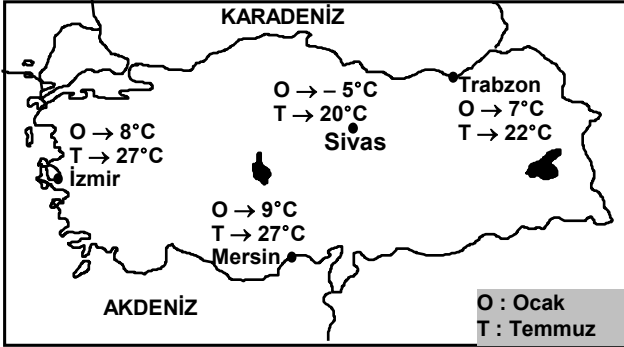 KARADENİZ
O → – 5°C
T → 20°C
Sivas
Trabzon
O → 7°C
T → 22°C
O → 8°C
T → 27°C
İzmir
O → 9°C
T → 27°C
Mersin
AKDENİZ
O : Ocak
T : Temmuz